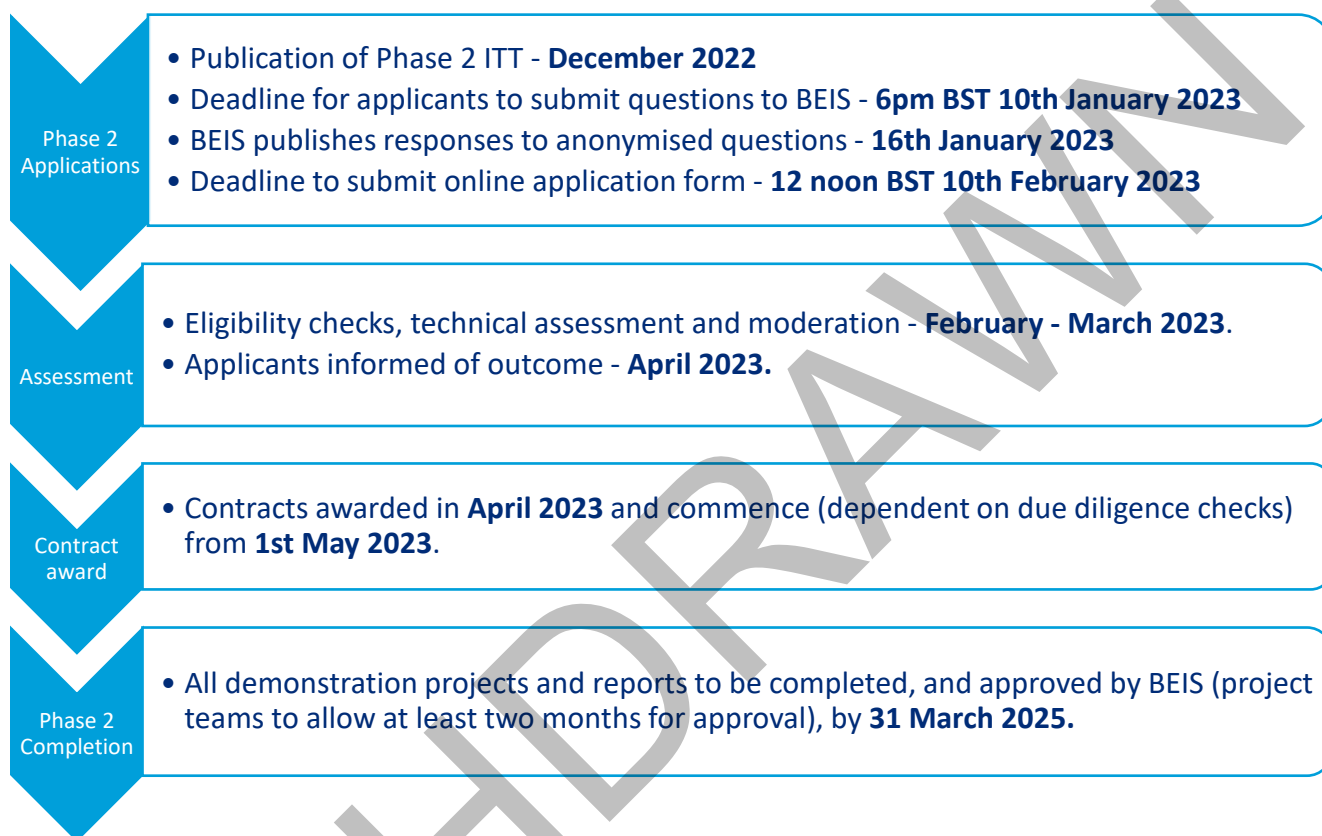 Phase 2
Applications
• Publication of Phase 2 ITT - December 2022
• Deadline for applicants to submit questions to BEIS - 6pm BST 10th January 2023
• BEIS publishes responses to anonymised questions - 16th January 2023
• Deadline to submit online application form - 12 noon BST 10th February 2023
Assessment
• Eligibility checks, technical assessment and moderation - February - March 2023.
• Applicants informed of outcome - April 2023.
Contract
award
• Contracts awarded in April 2023 and commence (dependent on due diligence checks)
from 1st May 2023.
Phase 2
Completion
• All demonstration projects and reports to be completed, and approved by BEIS (project
teams to allow at least two months for approval), by 31 March 2025.
HDRAWN